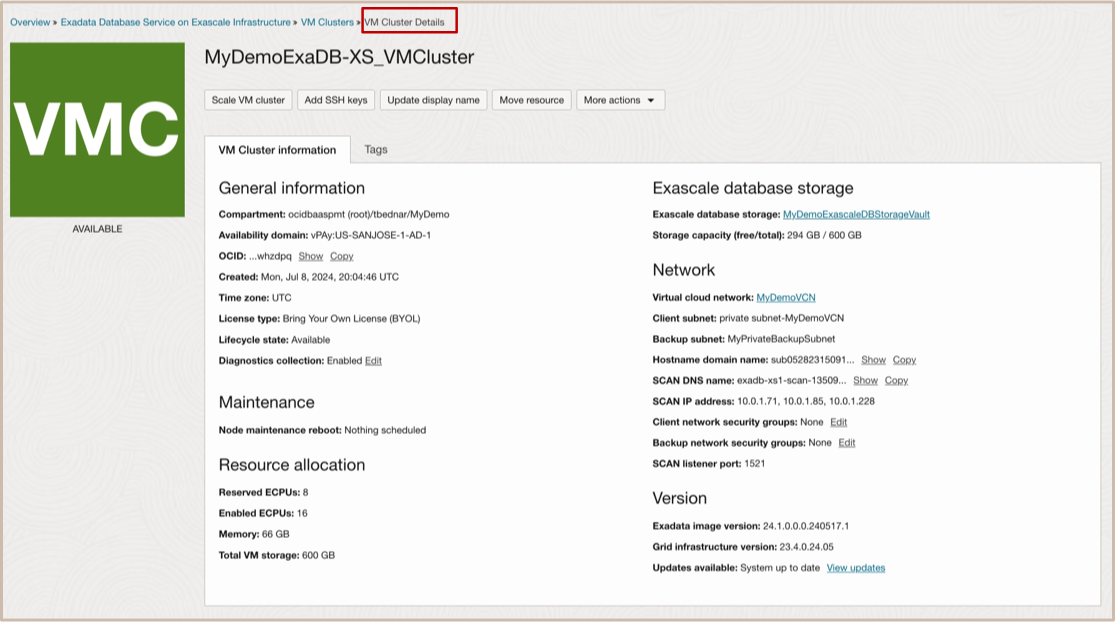 Overview » Exadata Database Service on Exascale Infrastructure » VM Clusters » VM Cluster Details
VMC
AVAILABLE
MyDemoExaDB-XS_VMCluster
Scale VM cluster Add SSH keys Update display name Move resource More actions
VM Cluster information Tags
General information
Compartment: ocidbaaspmt (root)/tbednar/MyDemo
Availability domain: vPAy:US-SANJOSE-1-AD-1
OCID: ...whzdpq Show Copy
Created: Mon, Jul 8, 2024, 20:04:46 UTC
Time zone: UTC
License type: Bring Your Own License (BYOL)
Lifecycle state: Available
Diagnostics collection: Enabled Edit
Maintenance
Node maintenance reboot: Nothing scheduled
Resource allocation
Reserved ECPUs: 8
Enabled ECPUs: 16
Memory: 66 GB
Total VM storage: 600 GB
Exascale database storage
Exascale database storage: MyDemoExascaleDBStorageVault
Storage capacity (free/total): 294 GB / 600 GB
Network
Virtual cloud network: MyDemoVCN
Client subnet: private subnet-MyDemoVCN
Backup subnet: MyPrivateBackupSubnet
Hostname domain name: sub05282315091... Show Copy
SCAN DNS name: exadb-xs1-scan-13509... Show Copy
SCAN IP address: 10.0.1.71, 10.0.1.85, 10.0.1.228
Client network security groups: None Edit
Backup network security groups: None Edit
SCAN listener port: 1521
Version
Exadata image version: 24.1.0.0.0.240517.1
Grid infrastructure version: 23.4.0.24.05
Updates available: System up to date View updates